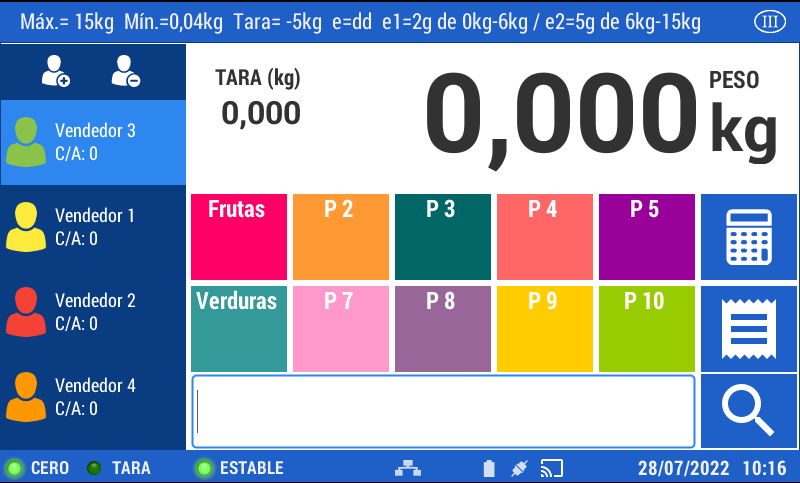 Máx.= 15kg Mín.=0,04kg Tara= -5kg e=dd e1=2g de 0kg-6kg / e2=5g de 6kg-15kg III
Vendedor 3
C/A: 0
Vendedor 1
C/A: 0
Vendedor 2
C/A: 0
Vendedor 4
C/A: 0
TARA (kg)
0,000
0,000
PESO
kg
Frutas P 2 P 3 P 4 P 5
Verduras P 7 P 8 P 9 P 10
CERO TARA ESTABLE 28/07/2022 10:16